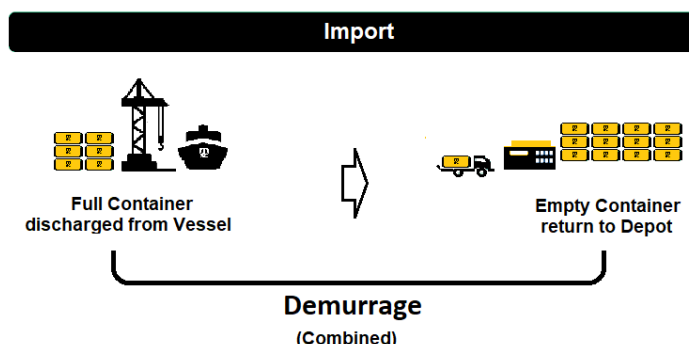 Import
Full Container
discharged from Vessel
Empty Container
return to Depot
Demurrage
(Combined)